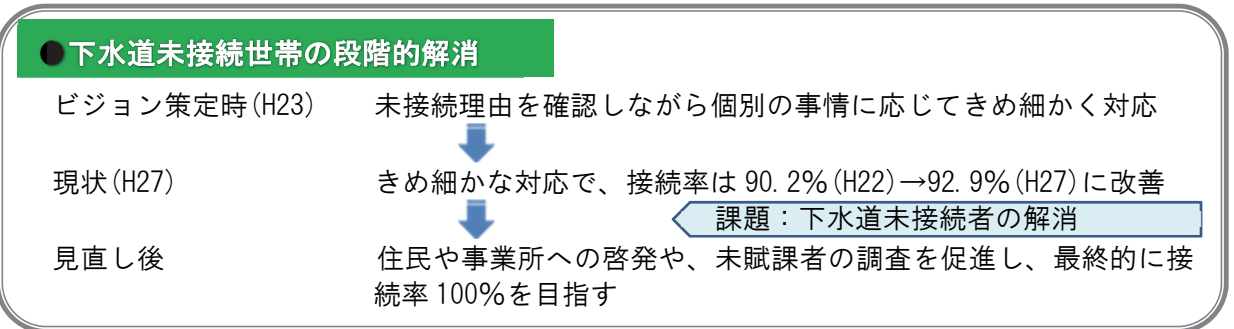 ●下水道未接続世帯の段階的解消
ビジョン策定時(H23) 未接続理由を確認しながら個別の事情に応じてきめ細かく対応
現状(H27) きめ細かな対応で、接続率は 90.2%(H22)→92.9%(H27)に改善
課題：下水道未接続者の解消
見直し後 住民や事業所への啓発や、未賦課者の調査を促進し、最終的に接
続率 100%を目指す